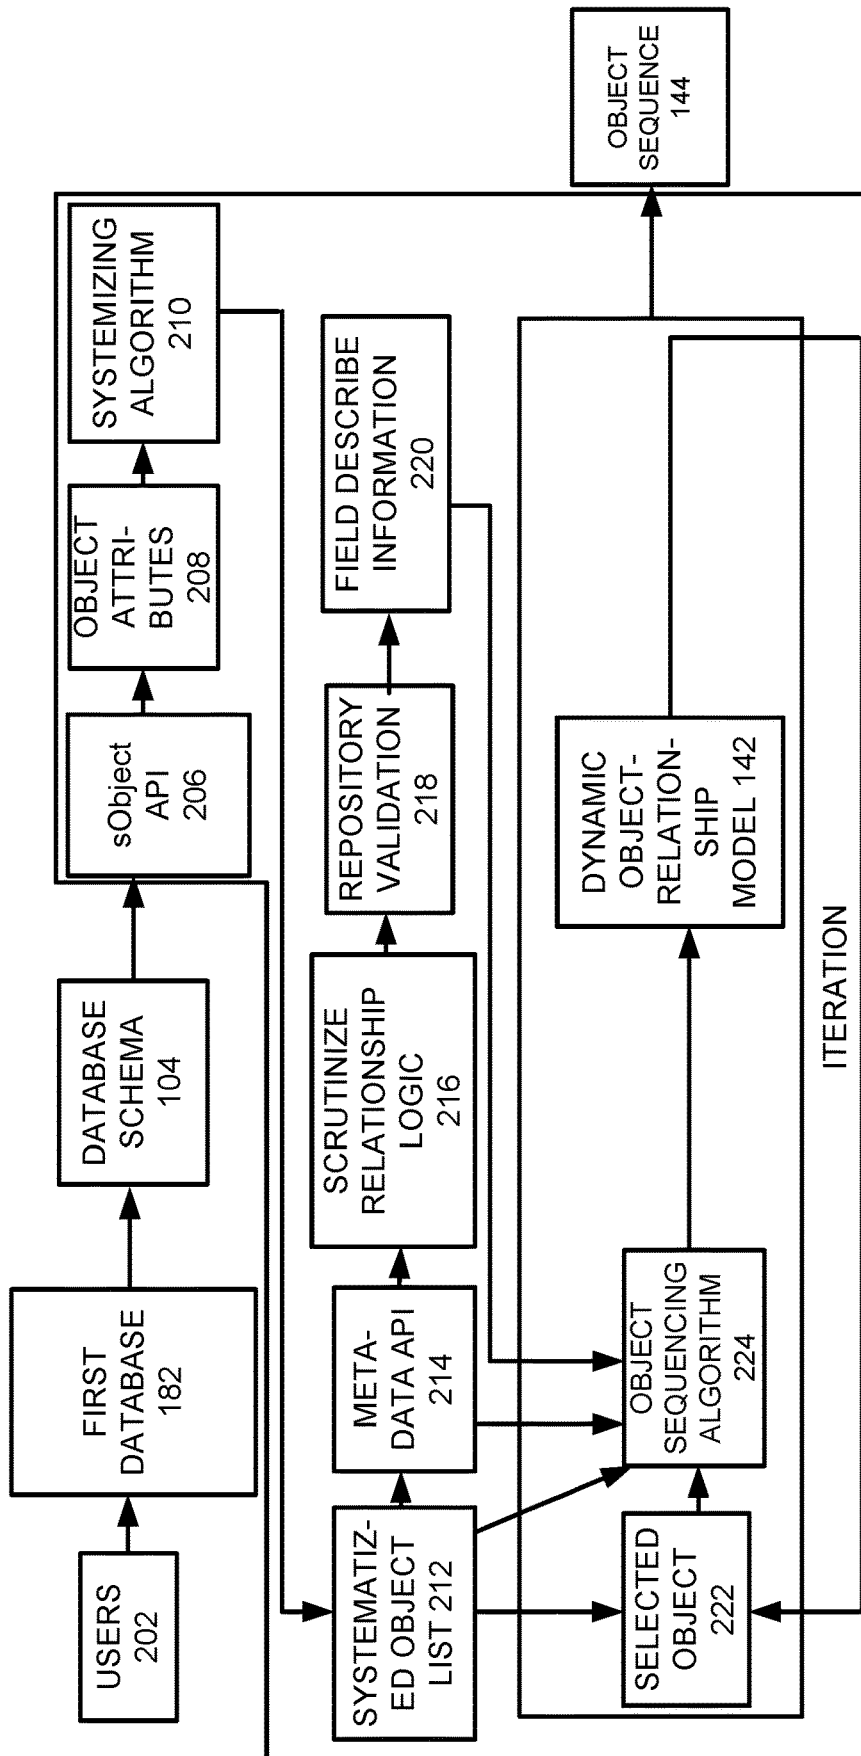 USERS
202
FIRST
DATABASE
182
DATABASE
SCHEMA
104
sObject
API
206
OBJECT
ATTRI-
BUTES
208
SYSTEMIZING
ALGORITHM
210
SYSTEMATIZ-
ED OBJECT
LIST 212
META-
DATA API
214
SCRUTINIZE
RELATIONSHIP
LOGIC
216
REPOSITORY
VALIDATION
218
FIELD DESCRIBE
INFORMATION
220
SELECTED
OBJECT
222
OBJECT
SEQUENCING
ALGORITHM
224
DYNAMIC
OBJECT-
RELATION-
SHIP
MODEL 142
OBJECT
SEQUENCE
144
ITERATION